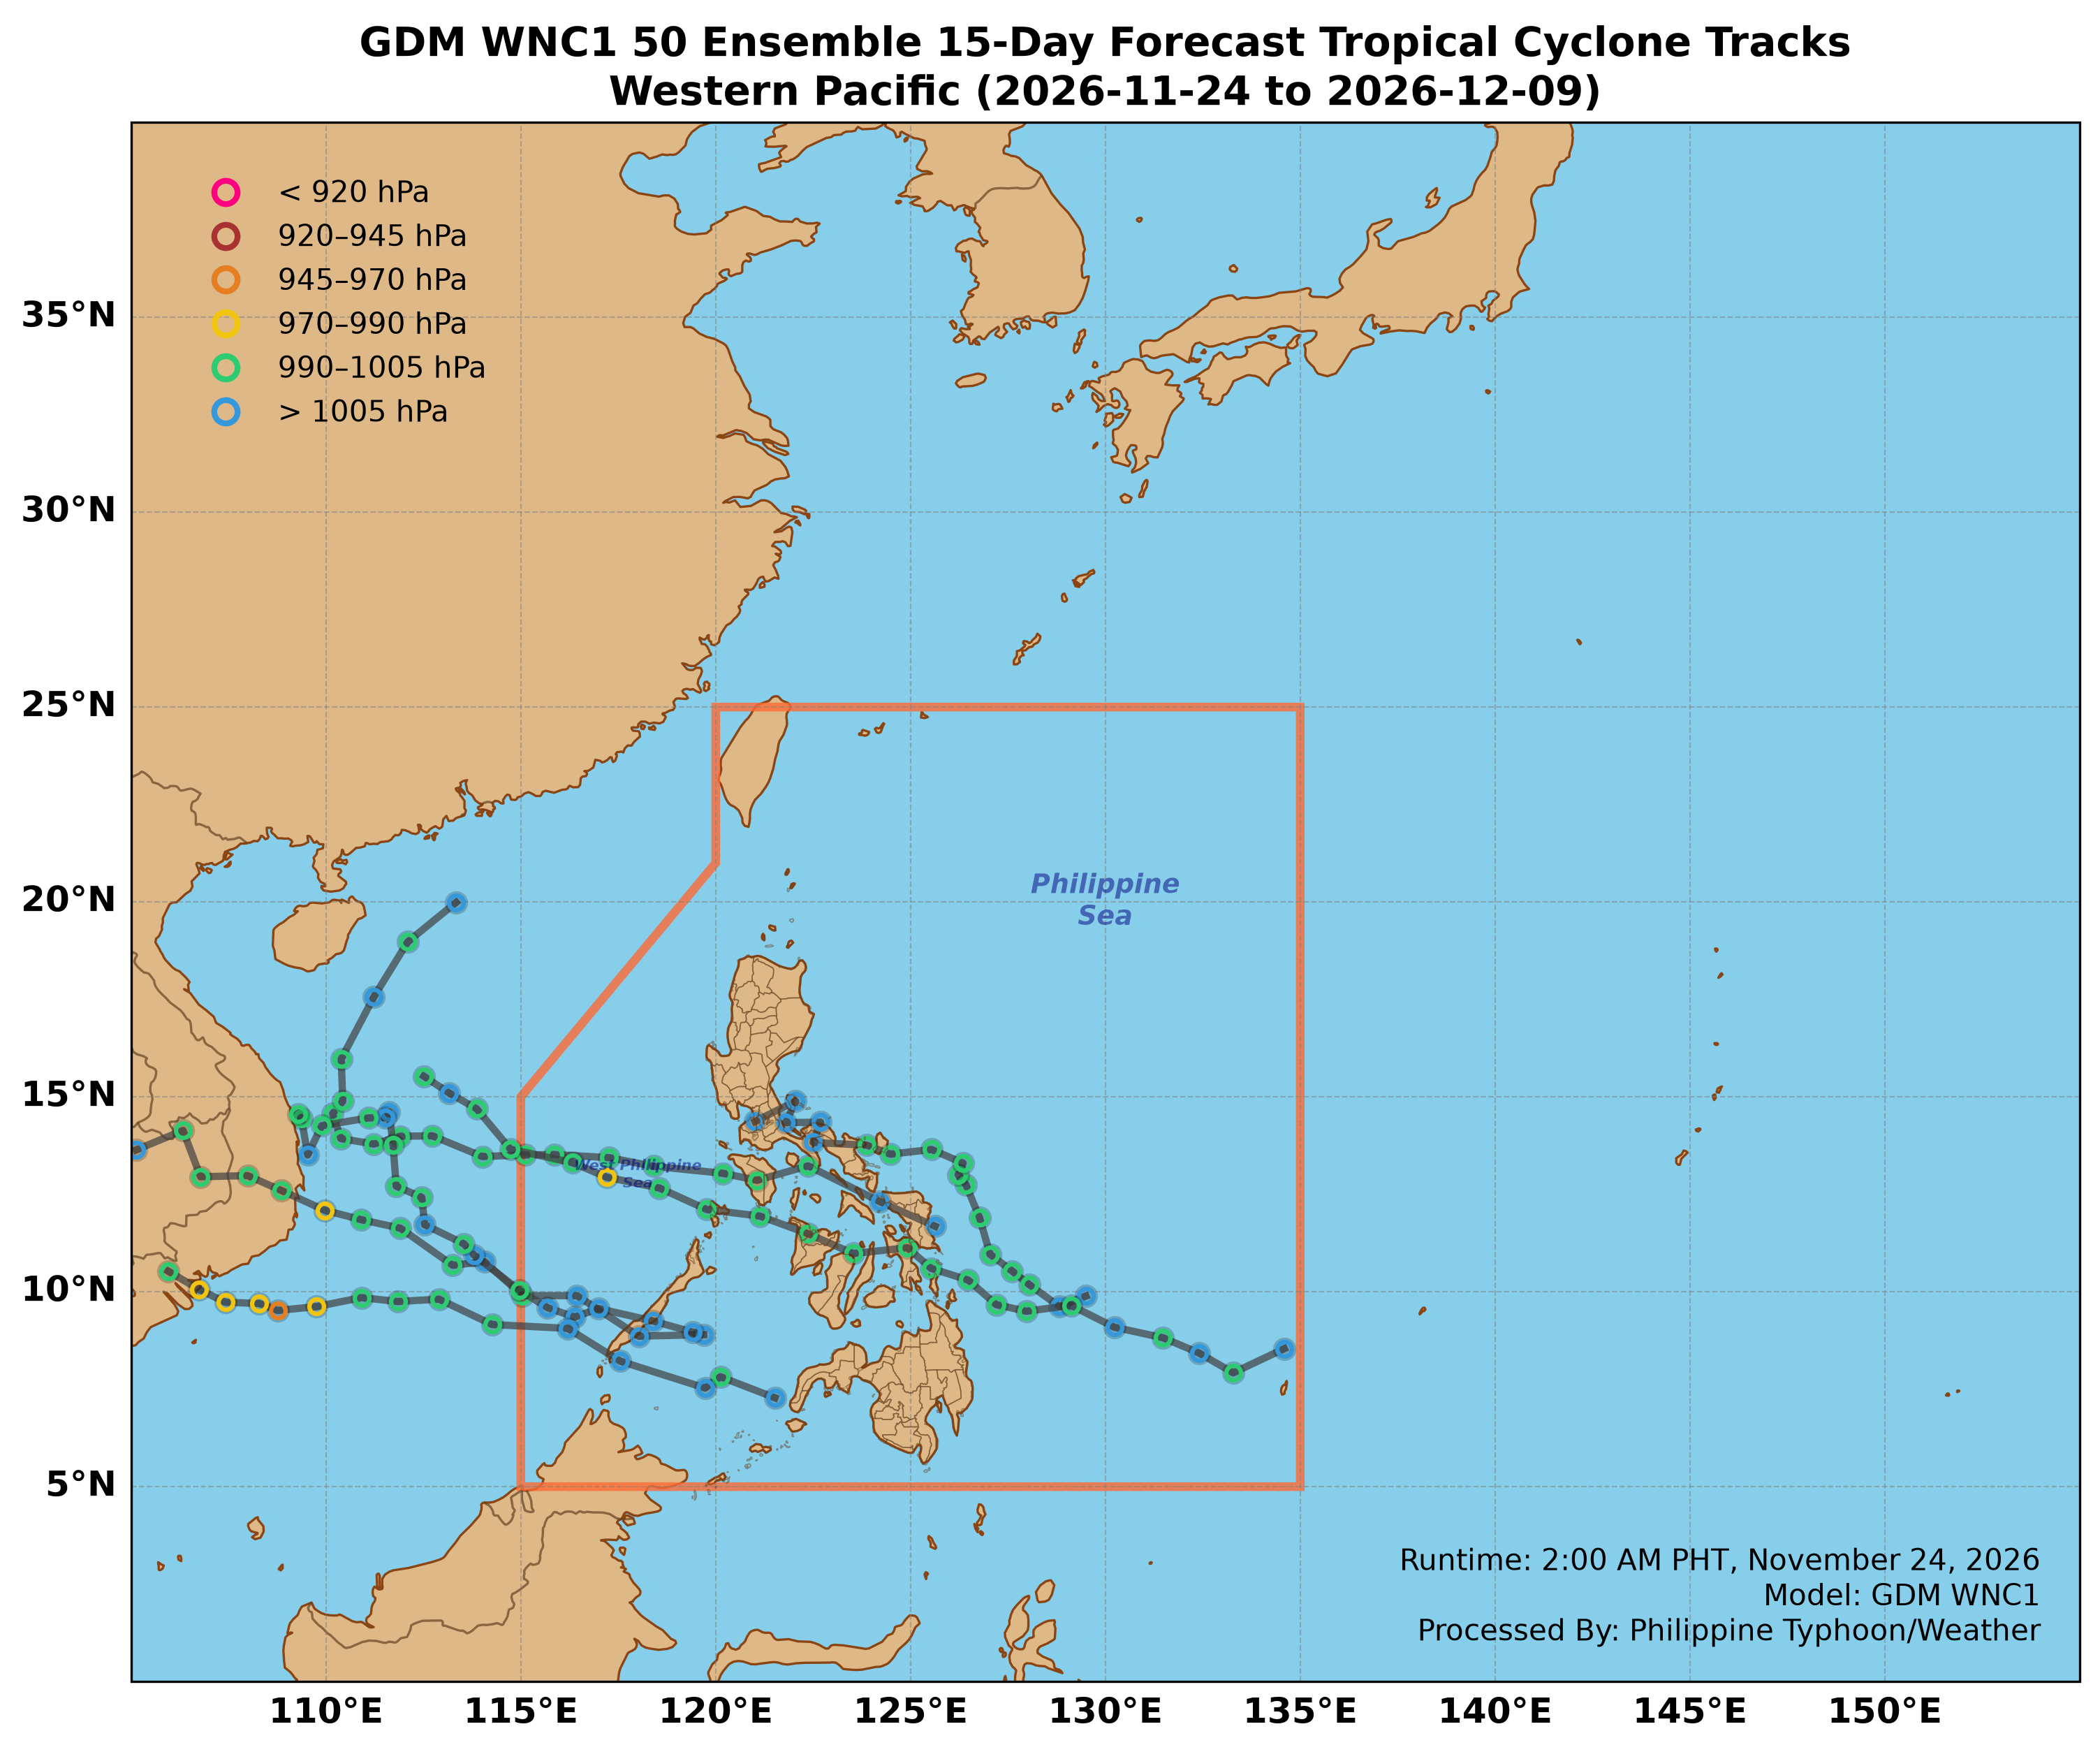 GDM WNC1 50 Ensemble 15-Day Forecast Tropical Cyclone Tracks
Western Pacific (2026-11-24 to 2026-12-09)
< 920 hPa
920–945 hPa
945–970 hPa
970–990 hPa
990–1005 hPa
> 1005 hPa
35°N
30°N
25°N
20°N
15°N
10°N
5°N
Philippine
Sea
West Philippine
Sea
Runtime: 2:00 AM PHT, November 24, 2026
Model: GDM WNC1
Processed By: Philippine Typhoon/Weather
110°E
115°E
120°E
125°E
130°E
135°E
140°E
145°E
150°E